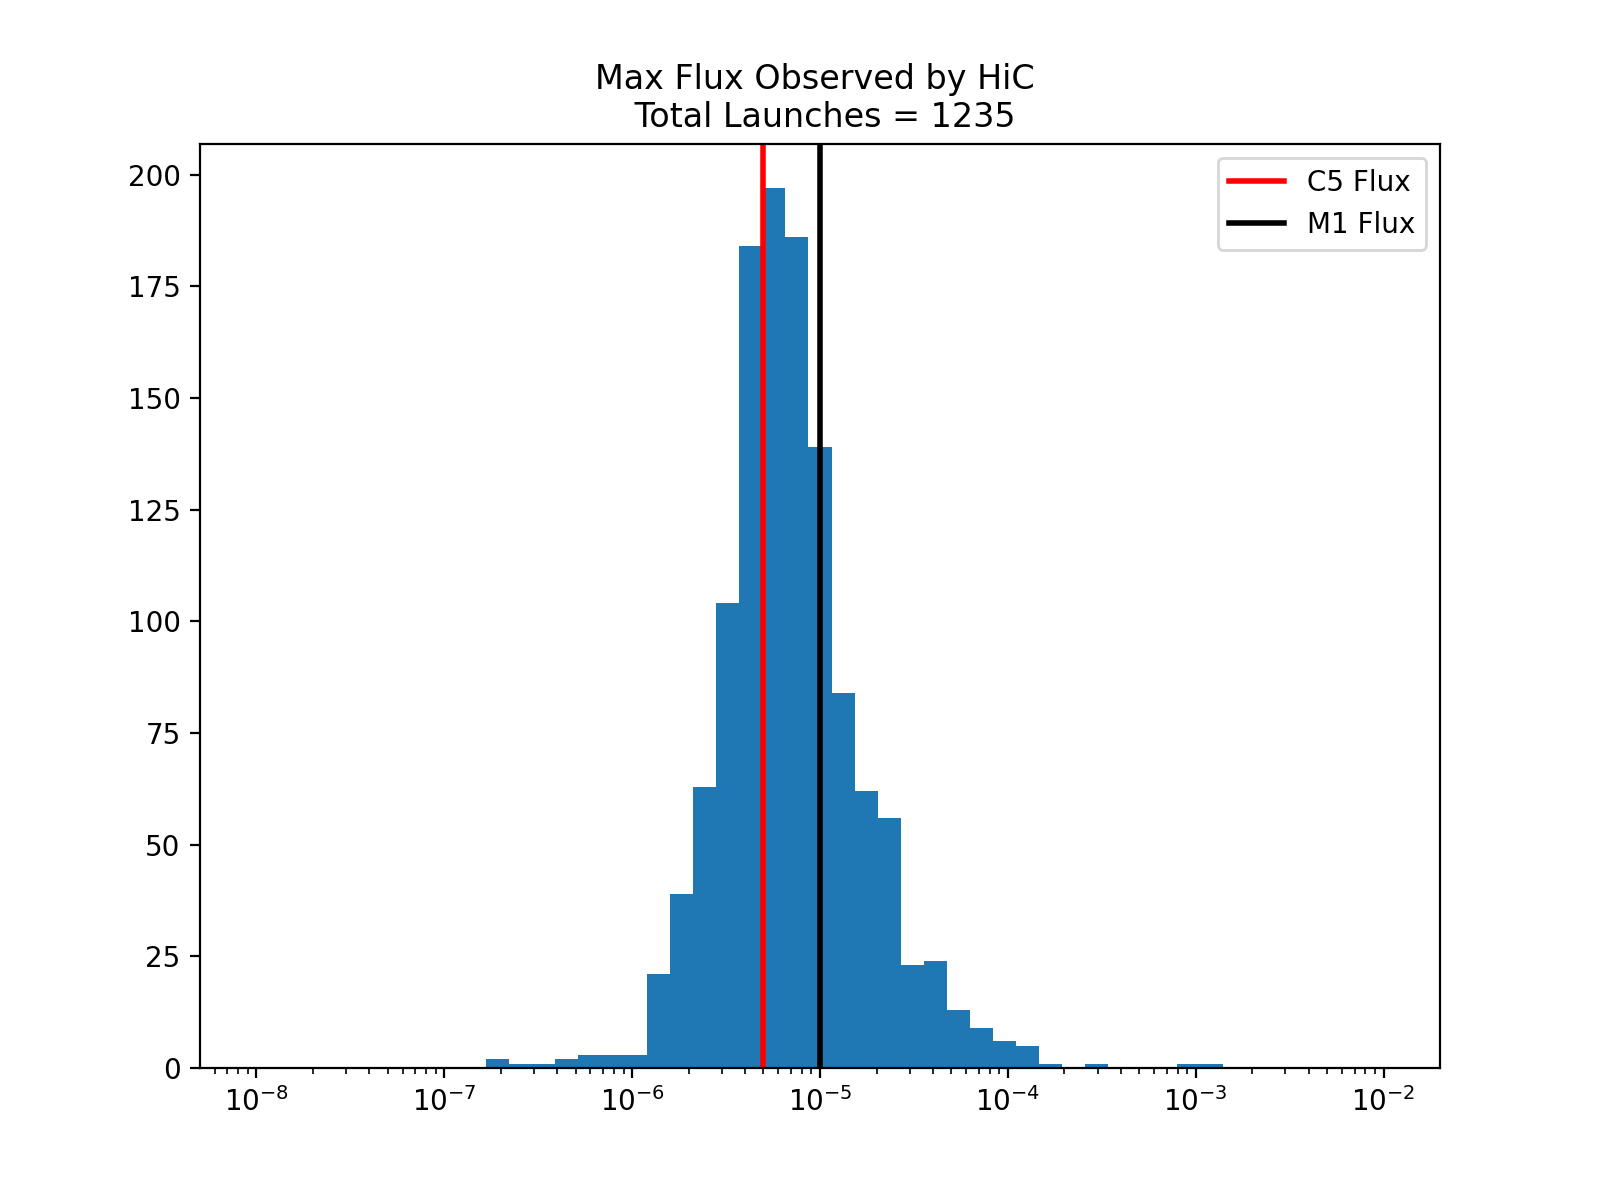 Max Flux Observed by HiC
Total Launches = 1235
C5 Flux
M1 Flux
200
175
150
125
100
75
50
25
0
10⁻⁸ 10⁻⁷ 10⁻⁶ 10⁻⁵ 10⁻⁴ 10⁻³ 10⁻²